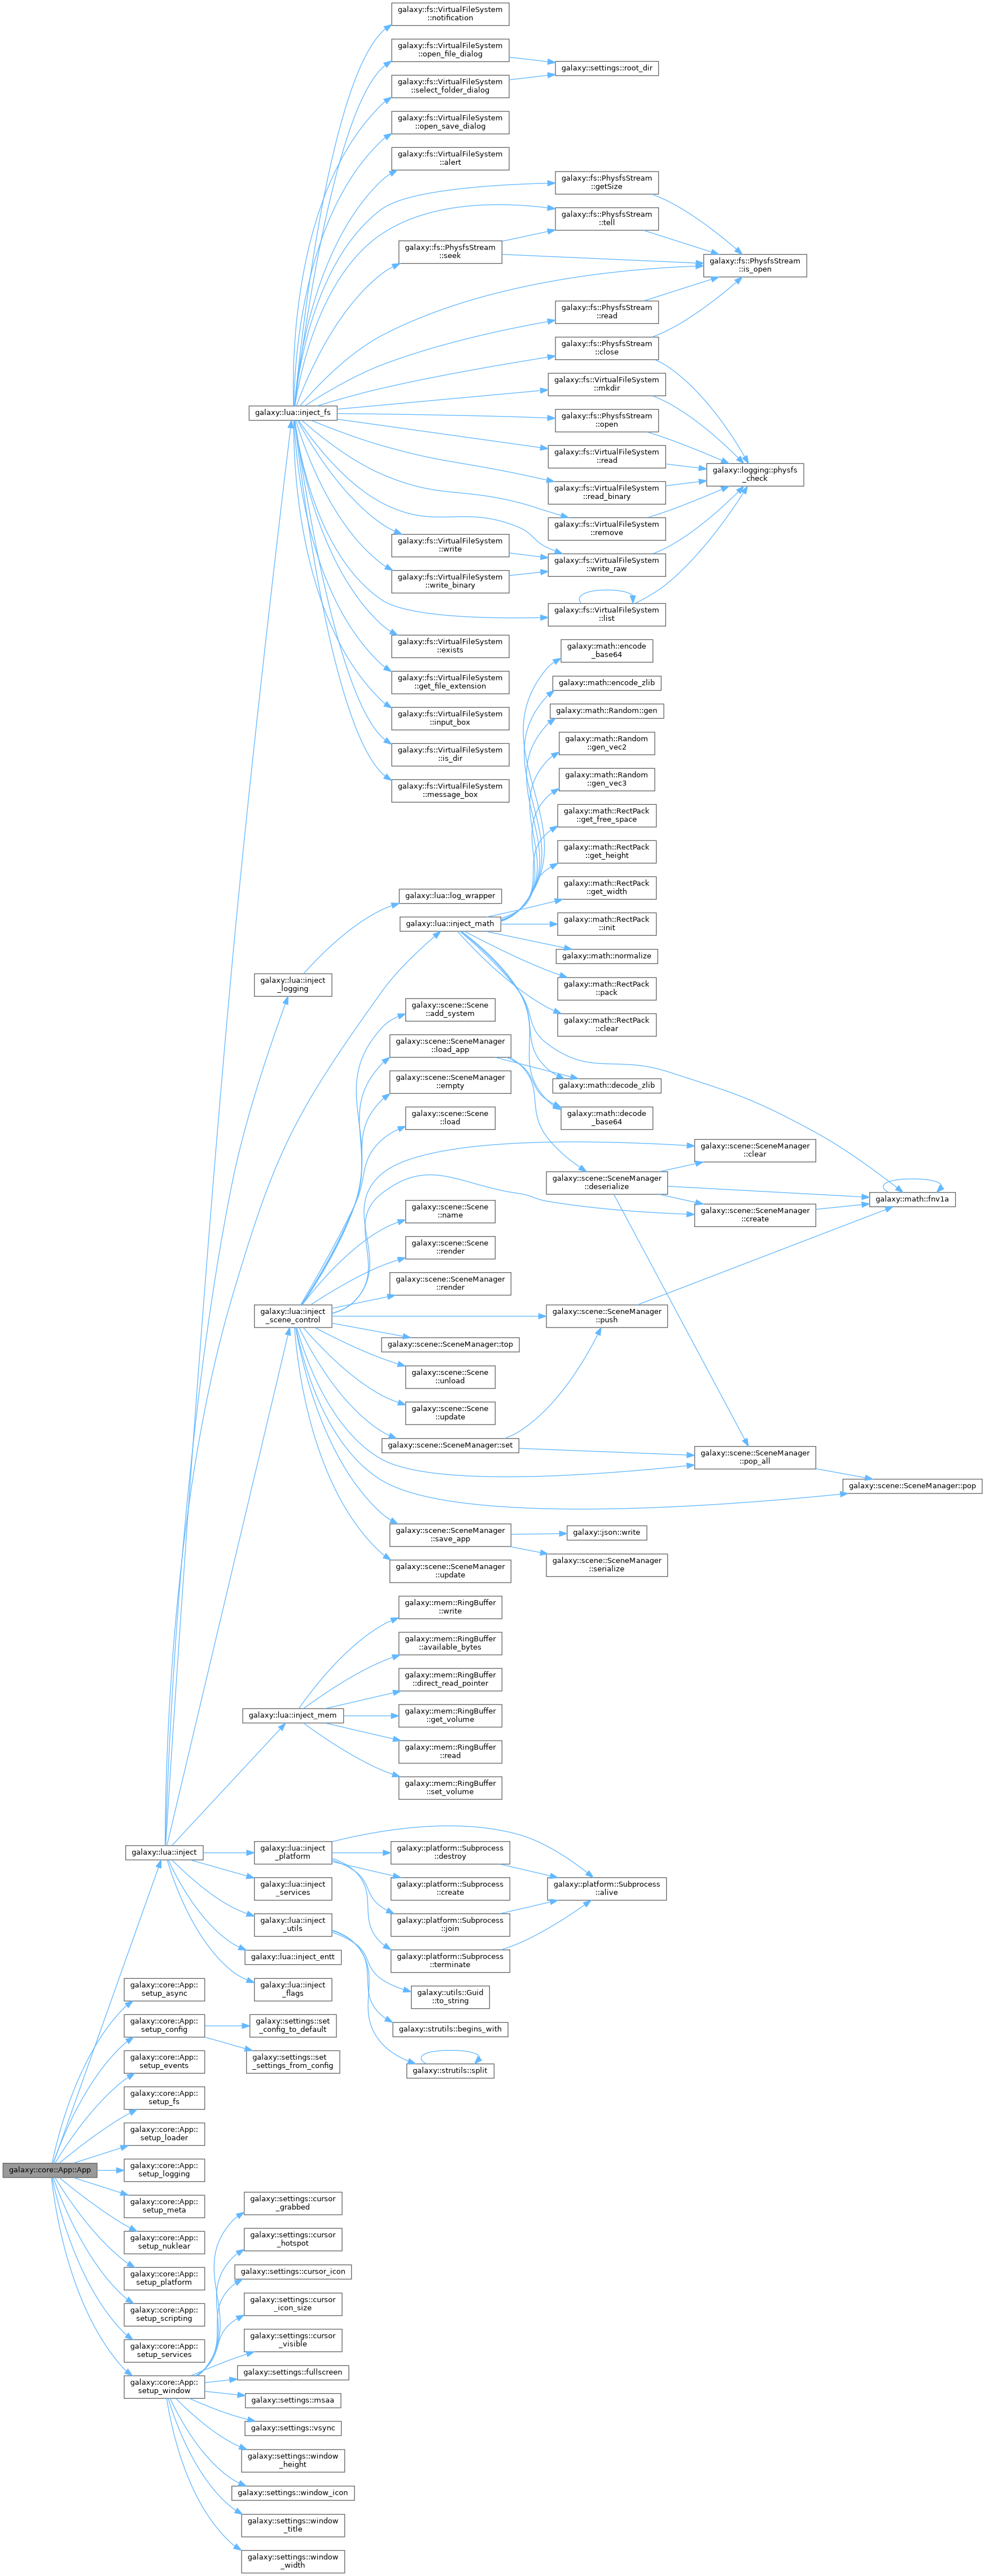 galaxy::fs::VirtualFileSystem
::notification
galaxy::fs::VirtualFileSystem
::open_file_dialog
galaxy::settings::root_dir
galaxy::fs::VirtualFileSystem
::select_folder_dialog
galaxy::fs::VirtualFileSystem
::open_save_dialog
galaxy::fs::VirtualFileSystem
::alert
galaxy::fs::PhysfsStream
::getSize
galaxy::fs::PhysfsStream
::tell
galaxy::fs::PhysfsStream
::seek
galaxy::fs::PhysfsStream
::is_open
galaxy::fs::PhysfsStream
::read
galaxy::fs::PhysfsStream
::close
galaxy::fs::VirtualFileSystem
::mkdir
galaxy::lua::inject_fs
galaxy::fs::PhysfsStream
::open
galaxy::fs::VirtualFileSystem
::read
galaxy::logging::physfs
_check
galaxy::fs::VirtualFileSystem
::read_binary
galaxy::fs::VirtualFileSystem
::remove
galaxy::fs::VirtualFileSystem
::write
galaxy::fs::VirtualFileSystem
::write_raw
galaxy::fs::VirtualFileSystem
::write_binary
galaxy::fs::VirtualFileSystem
::list
galaxy::fs::VirtualFileSystem
::exists
galaxy::math::encode
_base64
galaxy::fs::VirtualFileSystem
::get_file_extension
galaxy::math::encode_zlib
galaxy::math::Random::gen
galaxy::fs::VirtualFileSystem
::input_box
galaxy::math::Random
::gen_vec2
galaxy::fs::VirtualFileSystem
::is_dir
galaxy::math::Random
::gen_vec3
galaxy::fs::VirtualFileSystem
::message_box
galaxy::math::RectPack
::get_free_space
galaxy::math::RectPack
::get_height
galaxy::math::RectPack
::get_width
galaxy::lua::log_wrapper
galaxy::lua::inject_math
galaxy::math::RectPack
::init
galaxy::math::normalize
galaxy::lua::inject
_logging
galaxy::math::RectPack
::pack
galaxy::scene::Scene
::add_system
galaxy::math::RectPack
::clear
galaxy::scene::SceneManager
::load_app
galaxy::scene::SceneManager
::empty
galaxy::math::decode_zlib
galaxy::scene::Scene
::load
galaxy::math::decode
_base64
galaxy::scene::SceneManager
::clear
galaxy::scene::SceneManager
::deserialize
galaxy::math::fnv1a
galaxy::scene::Scene
::name
galaxy::scene::SceneManager
::create
galaxy::scene::Scene
::render
galaxy::scene::SceneManager
::render
galaxy::lua::inject
_scene_control
galaxy::scene::SceneManager
::push
galaxy::scene::SceneManager::top
galaxy::scene::Scene
::unload
galaxy::scene::Scene
::update
galaxy::scene::SceneManager::set
galaxy::scene::SceneManager
::pop_all
galaxy::scene::SceneManager::pop
galaxy::scene::SceneManager
::save_app
galaxy::json::write
galaxy::scene::SceneManager
::update
galaxy::scene::SceneManager
::serialize
galaxy::mem::RingBuffer
::write
galaxy::mem::RingBuffer
::available_bytes
galaxy::mem::RingBuffer
::direct_read_pointer
galaxy::lua::inject_mem
galaxy::mem::RingBuffer
::get_volume
galaxy::mem::RingBuffer
::read
galaxy::mem::RingBuffer
::set_volume
galaxy::lua::inject
galaxy::lua::inject
_platform
galaxy::platform::Subprocess
::destroy
galaxy::lua::inject
_services
galaxy::platform::Subprocess
::create
galaxy::platform::Subprocess
::alive
galaxy::lua::inject
_utils
galaxy::platform::Subprocess
::join
galaxy::lua::inject_entt
galaxy::platform::Subprocess
::terminate
galaxy::core::App::
setup_async
galaxy::lua::inject
_flags
galaxy::utils::Guid
::to_string
galaxy::core::App::
setup_config
galaxy::settings::set
_config_to_default
galaxy::strutils::begins_with
galaxy::core::App::
setup_events
galaxy::settings::set
_settings_from_config
galaxy::strutils::split
galaxy::core::App::
setup_fs
galaxy::core::App::
setup_loader
galaxy::core::App::App
galaxy::core::App::
setup_logging
galaxy::core::App::
setup_meta
galaxy::settings::cursor
_grabbed
galaxy::core::App::
setup_nuklear
galaxy::settings::cursor
_hotspot
galaxy::core::App::
setup_platform
galaxy::settings::cursor_icon
galaxy::core::App::
setup_scripting
galaxy::settings::cursor
_icon_size
galaxy::core::App::
setup_services
galaxy::settings::cursor
_visible
galaxy::core::App::
setup_window
galaxy::settings::fullscreen
galaxy::settings::msaa
galaxy::settings::vsync
galaxy::settings::window
_height
galaxy::settings::window_icon
galaxy::settings::window
_title
galaxy::settings::window
_width